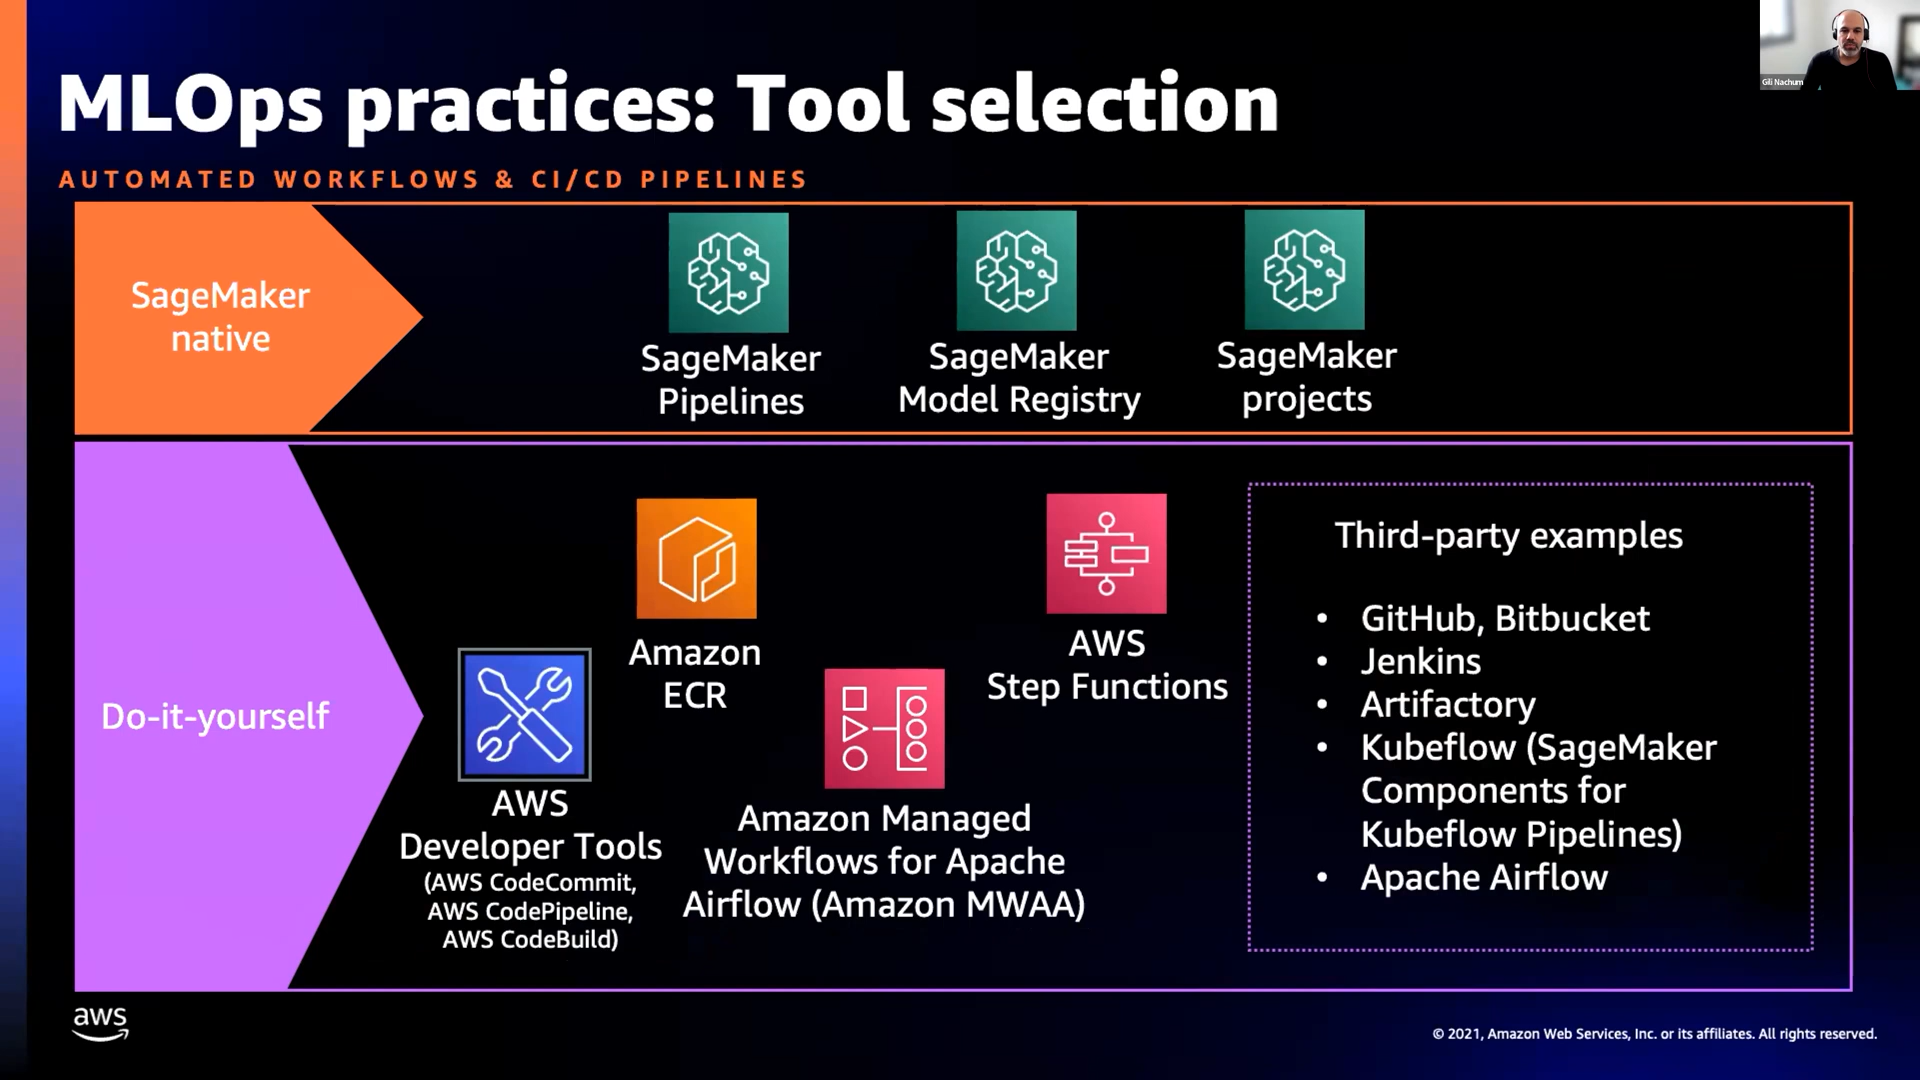 MLOps practices: Tool selection
AUTOMATED WORKFLOWS & CI/CD PIPELINES
Gili Nachum
SageMaker
native
SageMaker
Pipelines
SageMaker
Model Registry
SageMaker
projects
Do-it-yourself
AWS
Developer Tools
(AWS CodeCommit,
AWS CodePipeline,
AWS CodeBuild)
Amazon
ECR
Amazon Managed
Workflows for Apache
Airflow (Amazon MWAA)
AWS
Step Functions
Third-party examples
• GitHub, Bitbucket
• Jenkins
• Artifactory
• Kubeflow (SageMaker
Components for
Kubeflow Pipelines)
• Apache Airflow
aws
© 2021, Amazon Web Services, Inc. or its affiliates. All rights reserved.